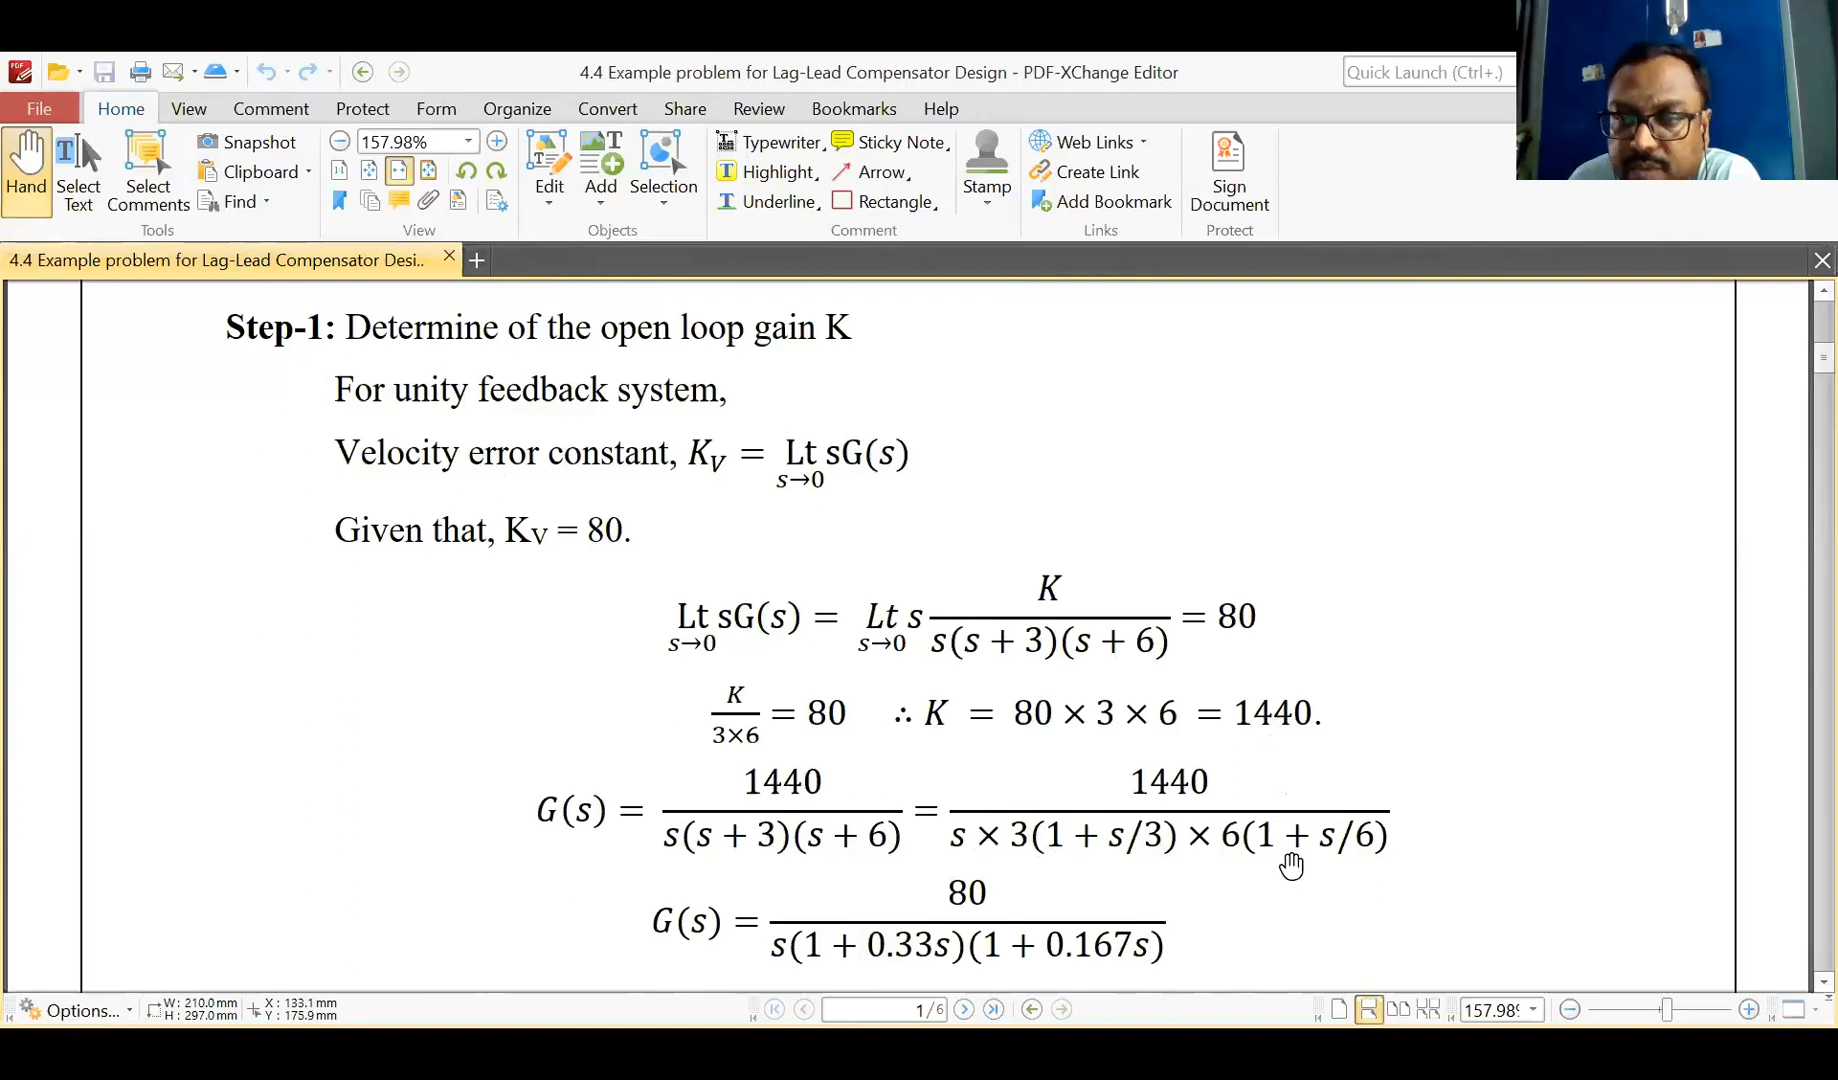 4.4 Example problem for Lag-Lead Compensator Design - PDF-XChange Editor
Quick Launch (Ctrl+.)
File Home View Comment Protect Form Organize Convert Share Review Bookmarks Help
Hand
Select Text
Select Comments
Snapshot
Clipboard
Find
Tools
157.98%
View
Edit
Add
Selection
Objects
Typewriter
Highlight
Underline
Sticky Note
Arrow
Rectangle
Stamp
Comment
Web Links
Create Link
Add Bookmark
Links
Sign Document
Protect
4.4 Example problem for Lag-Lead Compensator Desi..
Step-1: Determine of the open loop gain K
For unity feedback system,
Velocity error constant, K_V = Lt_{s→0} sG(s)
Given that, K_V = 80.
Lt_{s→0} sG(s) = Lt_{s→0} s K / s(s + 3)(s + 6) = 80
K / 3×6 = 80 ∴ K = 80 × 3 × 6 = 1440.
G(s) = 1440 / s(s + 3)(s + 6) = 1440 / s × 3(1 + s/3) × 6(1 + s/6)
G(s) = 80 / s(1 + 0.33s)(1 + 0.167s)
Options...
W: 210.0 mm
H: 297.0 mm
X: 133.1 mm
Y: 175.9 mm
1/6
157.98%